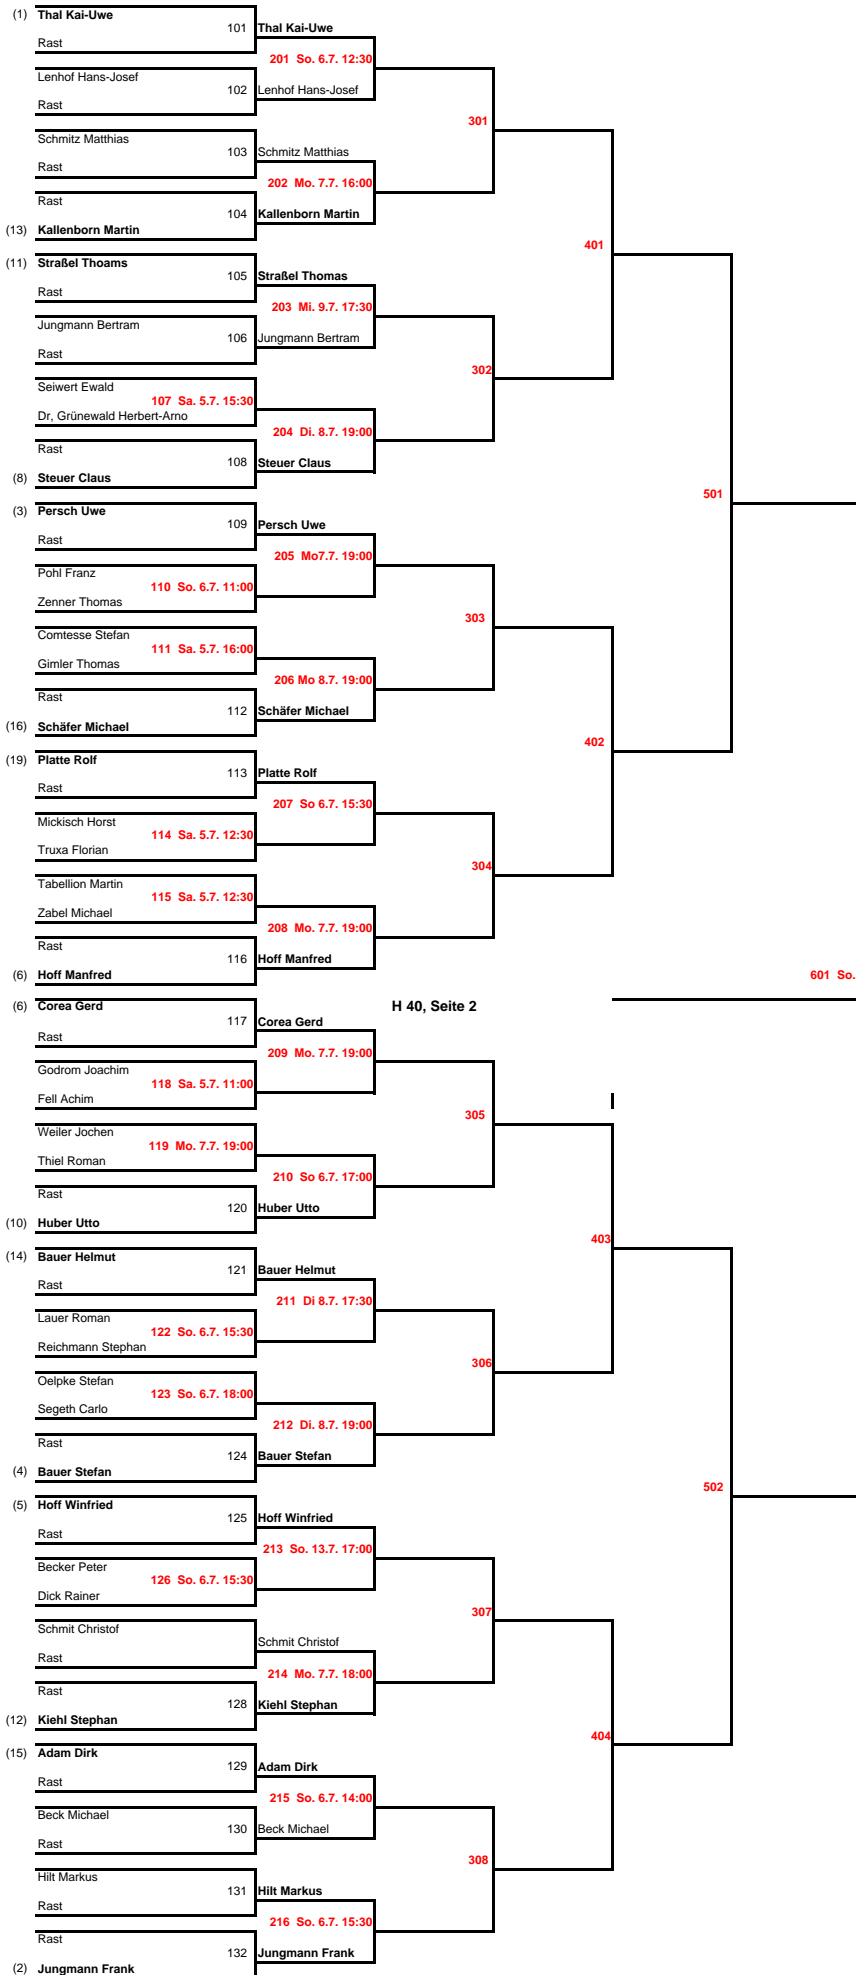 (1) Thal Kai-Uwe
101 Thal Kai-Uwe
Rast
201 So. 6.7. 12:30
Lenhof Hans-Josef
102 Lenhof Hans-Josef
Rast
301
Schmitz Matthias
103 Schmitz Matthias
Rast
202 Mo. 7.7. 16:00
Rast
104 Kallenborn Martin
(13) Kallenborn Martin
401
(11) Straßel Thoams
105 Straßel Thomas
Rast
203 Mi. 9.7. 17:30
Jungmann Bertram
106 Jungmann Bertram
Rast
302
Seiwert Ewald
107 Sa. 5.7. 15:30
Dr, Grünewald Herbert-Arno
204 Di. 8.7. 19:00
Rast
108 Steuer Claus
(8) Steuer Claus
501
(3) Persch Uwe
109 Persch Uwe
Rast
205 Mo7.7. 19:00
Pohl Franz
110 So. 6.7. 11:00
Zenner Thomas
303
Comtesse Stefan
111 Sa. 5.7. 16:00
Gimler Thomas
206 Mo 8.7. 19:00
Rast
112 Schäfer Michael
(16) Schäfer Michael
402
(19) Platte Rolf
113 Platte Rolf
Rast
207 So 6.7. 15:30
Mickisch Horst
114 Sa. 5.7. 12:30
Truxa Florian
304
Tabellion Martin
115 Sa. 5.7. 12:30
Zabel Michael
208 Mo. 7.7. 19:00
Rast
116 Hoff Manfred
(6) Hoff Manfred
601 So.
(6) Corea Gerd
H 40, Seite 2
117 Corea Gerd
Rast
209 Mo. 7.7. 19:00
Godrom Joachim
118 Sa. 5.7. 11:00
Fell Achim
305
Weiler Jochen
119 Mo. 7.7. 19:00
Thiel Roman
210 So 6.7. 17:00
Rast
120 Huber Utto
(10) Huber Utto
403
(14) Bauer Helmut
121 Bauer Helmut
Rast
211 Di 8.7. 17:30
Lauer Roman
122 So. 6.7. 15:30
Reichmann Stephan
306
Oelpke Stefan
123 So. 6.7. 18:00
Segeth Carlo
212 Di. 8.7. 19:00
Rast
124 Bauer Stefan
(4) Bauer Stefan
502
(5) Hoff Winfried
125 Hoff Winfried
Rast
213 So. 13.7. 17:00
Becker Peter
126 So. 6.7. 15:30
Dick Rainer
307
Schmit Christof
Schmit Christof
Rast
214 Mo. 7.7. 18:00
Rast
128 Kiehl Stephan
(12) Kiehl Stephan
404
(15) Adam Dirk
129 Adam Dirk
Rast
215 So. 6.7. 14:00
Beck Michael
130 Beck Michael
Rast
308
Hilt Markus
131 Hilt Markus
Rast
216 So. 6.7. 15:30
Rast
132 Jungmann Frank
(2) Jungmann Frank